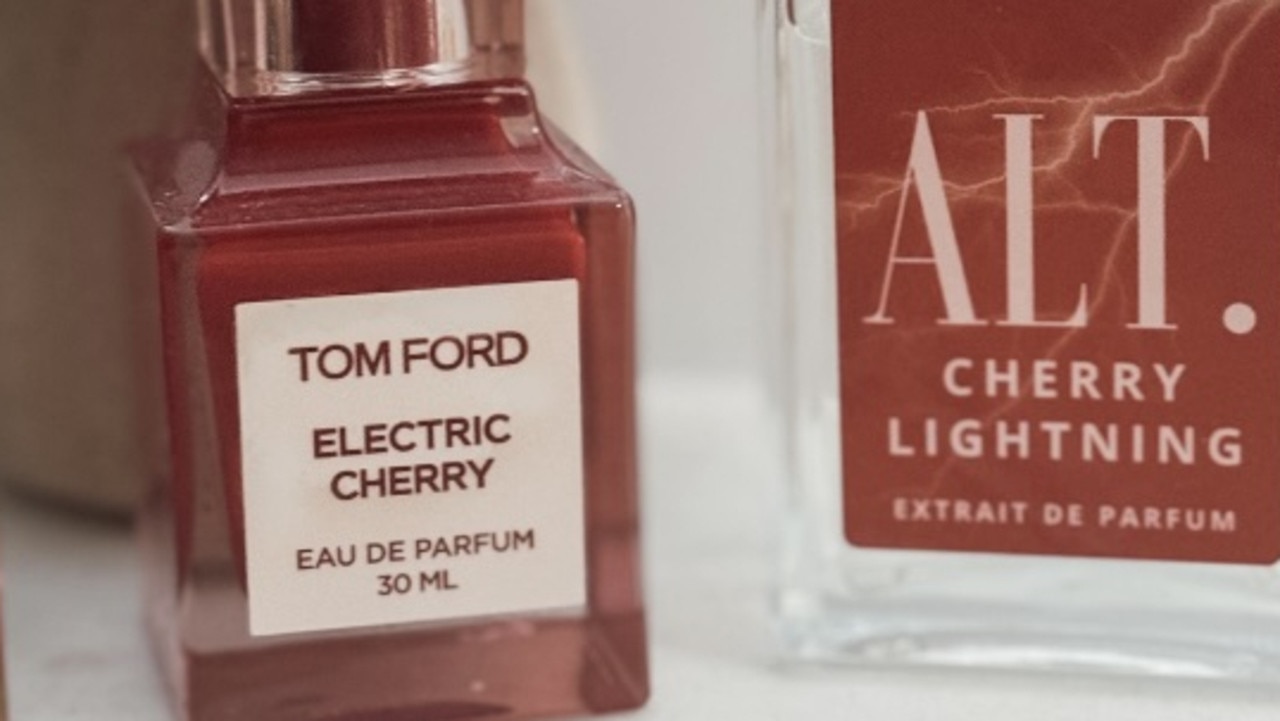 TOM FORD
ELECTRIC
CHERRY
EAU DE PARFUM
30 ML
ALT.
CHERRY
LIGHTNING
EXTRAIT DE PARFUM